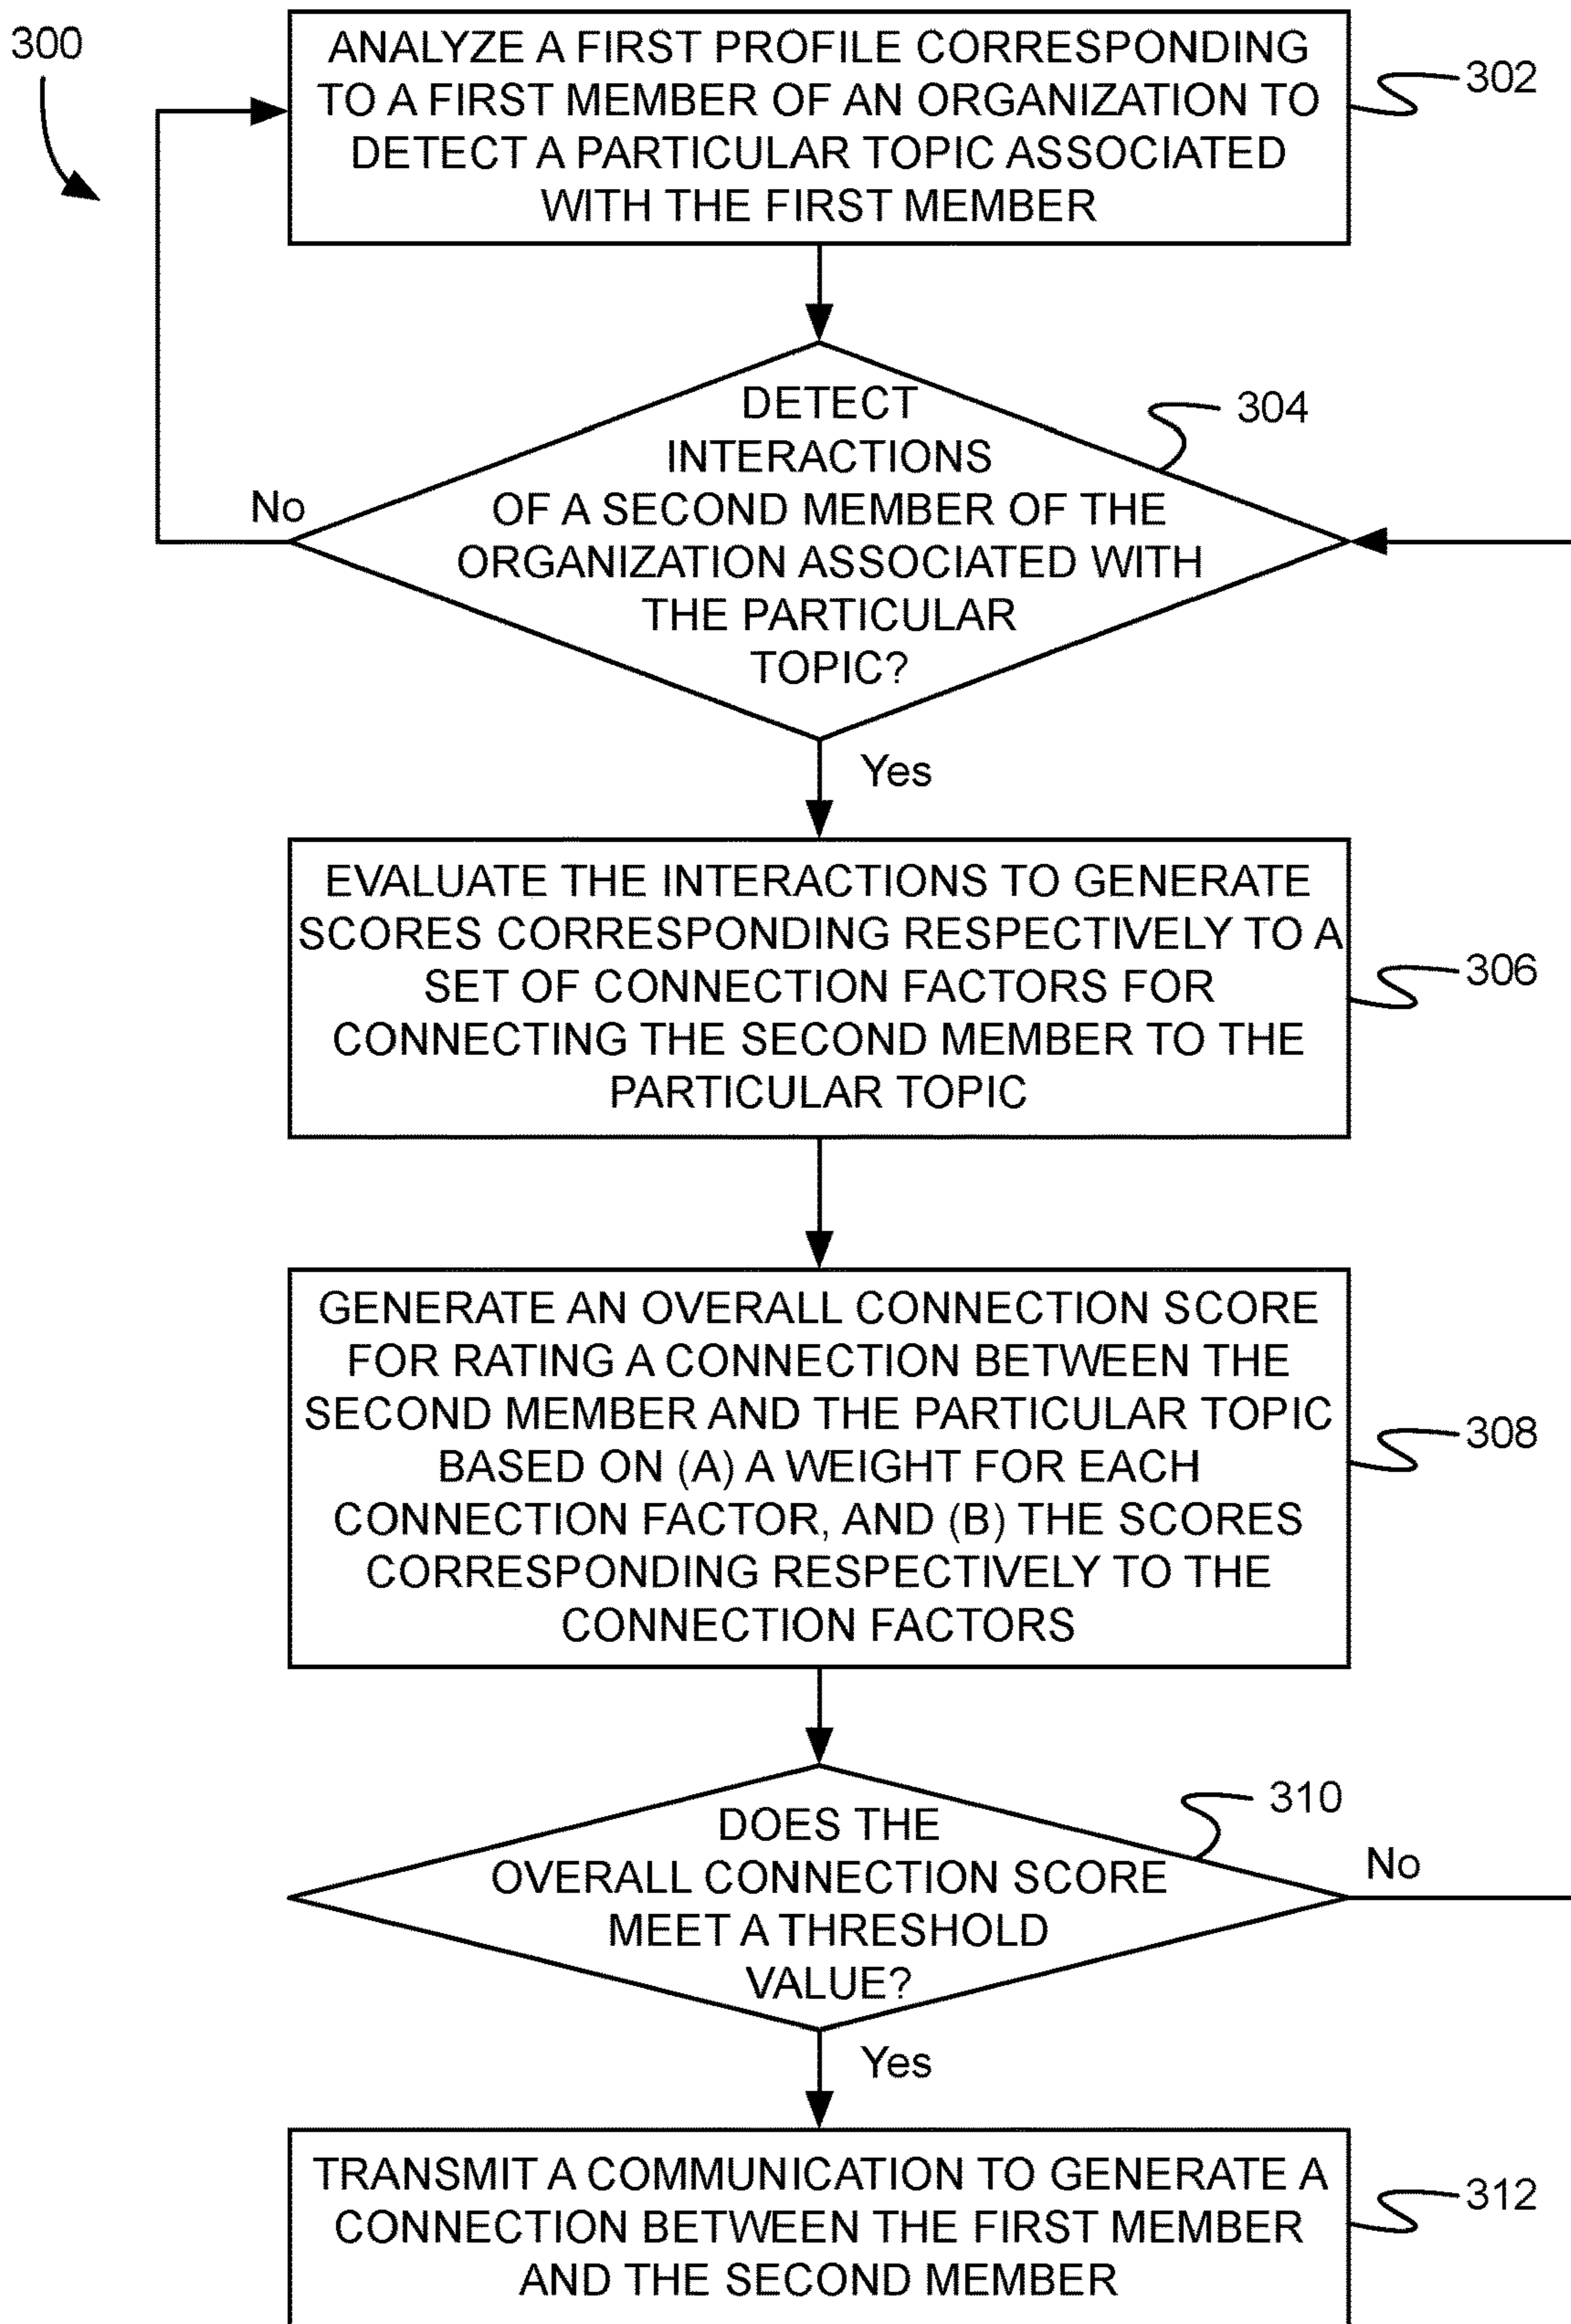 300
ANALYZE A FIRST PROFILE CORRESPONDING
TO A FIRST MEMBER OF AN ORGANIZATION TO
DETECT A PARTICULAR TOPIC ASSOCIATED
WITH THE FIRST MEMBER
302
DETECT
INTERACTIONS
OF A SECOND MEMBER OF THE
ORGANIZATION ASSOCIATED WITH
THE PARTICULAR
TOPIC?
304
No
Yes
EVALUATE THE INTERACTIONS TO GENERATE
SCORES CORRESPONDING RESPECTIVELY TO A
SET OF CONNECTION FACTORS FOR
CONNECTING THE SECOND MEMBER TO THE
PARTICULAR TOPIC
306
GENERATE AN OVERALL CONNECTION SCORE
FOR RATING A CONNECTION BETWEEN THE
SECOND MEMBER AND THE PARTICULAR TOPIC
BASED ON (A) A WEIGHT FOR EACH
CONNECTION FACTOR, AND (B) THE SCORES
CORRESPONDING RESPECTIVELY TO THE
CONNECTION FACTORS
308
DOES THE
OVERALL CONNECTION SCORE
MEET A THRESHOLD
VALUE?
310
No
Yes
TRANSMIT A COMMUNICATION TO GENERATE A
CONNECTION BETWEEN THE FIRST MEMBER
AND THE SECOND MEMBER
312